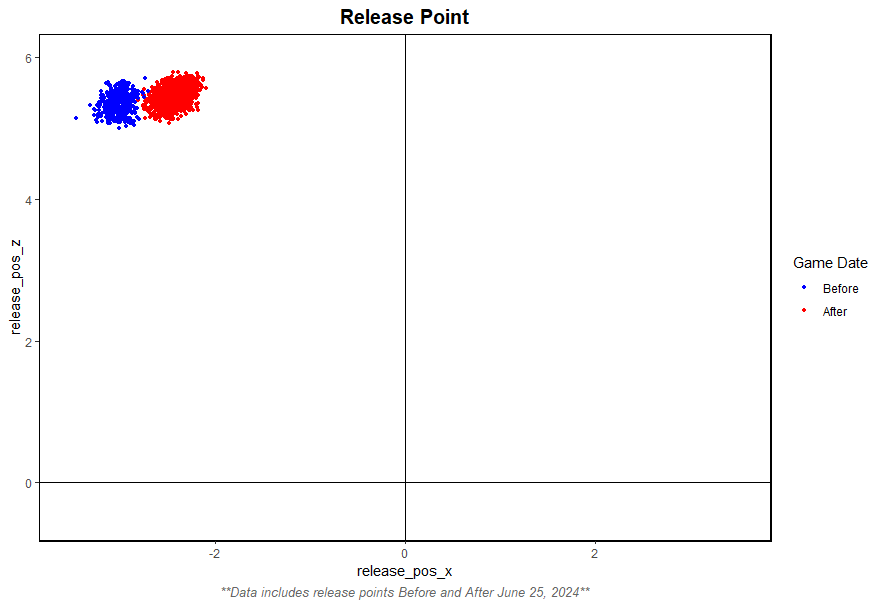 Release Point
6
4
2
0
release_pos_z
-2
0
2
release_pos_x
Game Date
Before
After
**Data includes release points Before and After June 25, 2024**